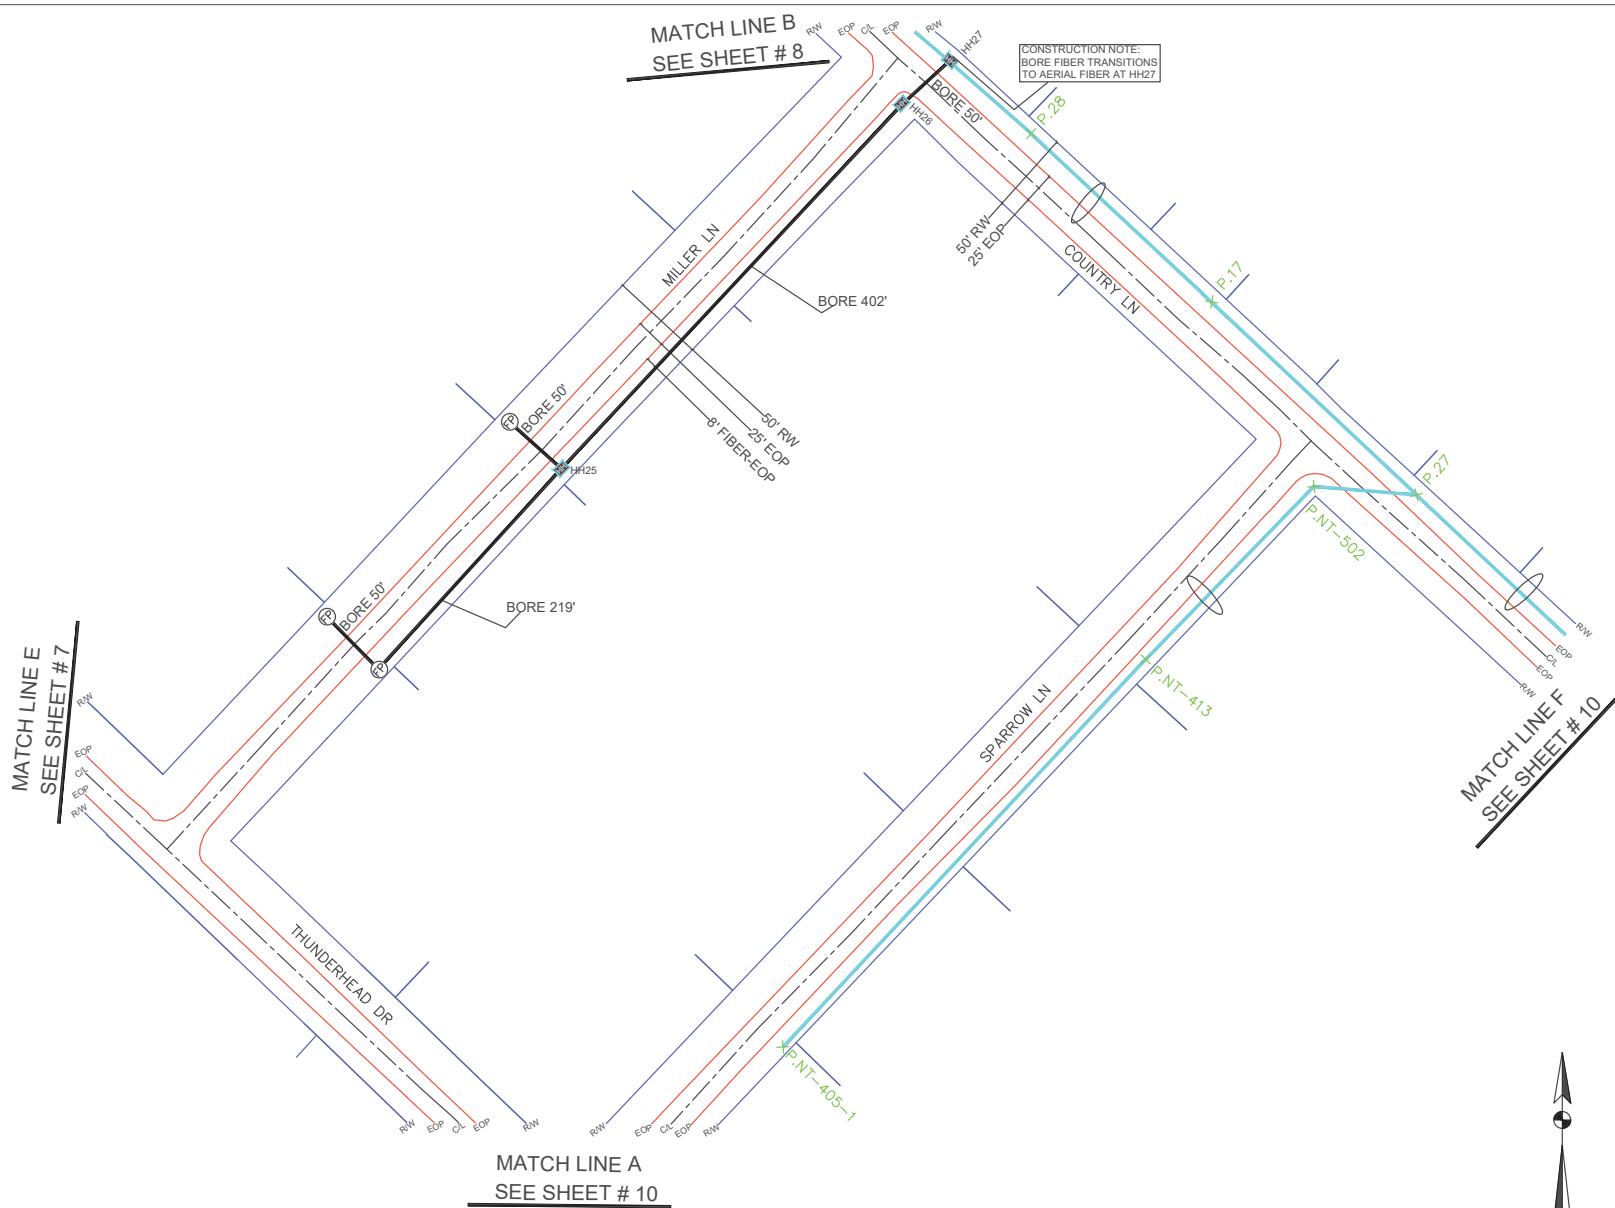 MATCH LINE B
SEE SHEET # 8
R/W
EOP
C/L
EOP
R/W
HH27
CONSTRUCTION NOTE:
BORE FIBER TRANSITIONS
TO AERIAL FIBER AT HH27
BORE 50'
HH26
P.28
50' RW
25' EOP
COUNTRY LN
P.17
MILLER LN
BORE 402'
BORE 50'
FP
HH25
50' RW
25' EOP
8' FIBER-EOP
P.27
P.NT-502
BORE 50'
FP
FP
BORE 219'
R/W
EOP
C/L
EOP
R/W
MATCH LINE F
SEE SHEET # 10
P.NT-413
SPARROW LN
MATCH LINE E
SEE SHEET # 7
R/W
EOP
C/L
EOP
R/W
THUNDERHEAD DR
P.NT-405-1
R/W
EOP
C/L
EOP
R/W
R/W
EOP
C/L
EOP
R/W
MATCH LINE A
SEE SHEET # 10